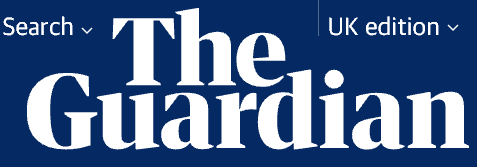 Search
UK edition
The
Guardian